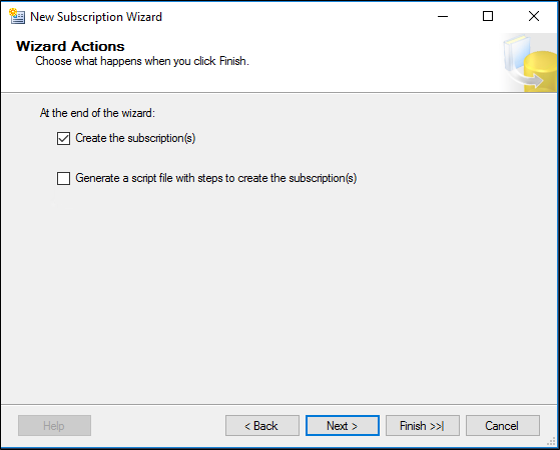 New Subscription Wizard
Wizard Actions
Choose what happens when you click Finish.
At the end of the wizard:
Create the subscription(s)
Generate a script file with steps to create the subscription(s)
Help
< Back
Next >
Finish >>|
Cancel